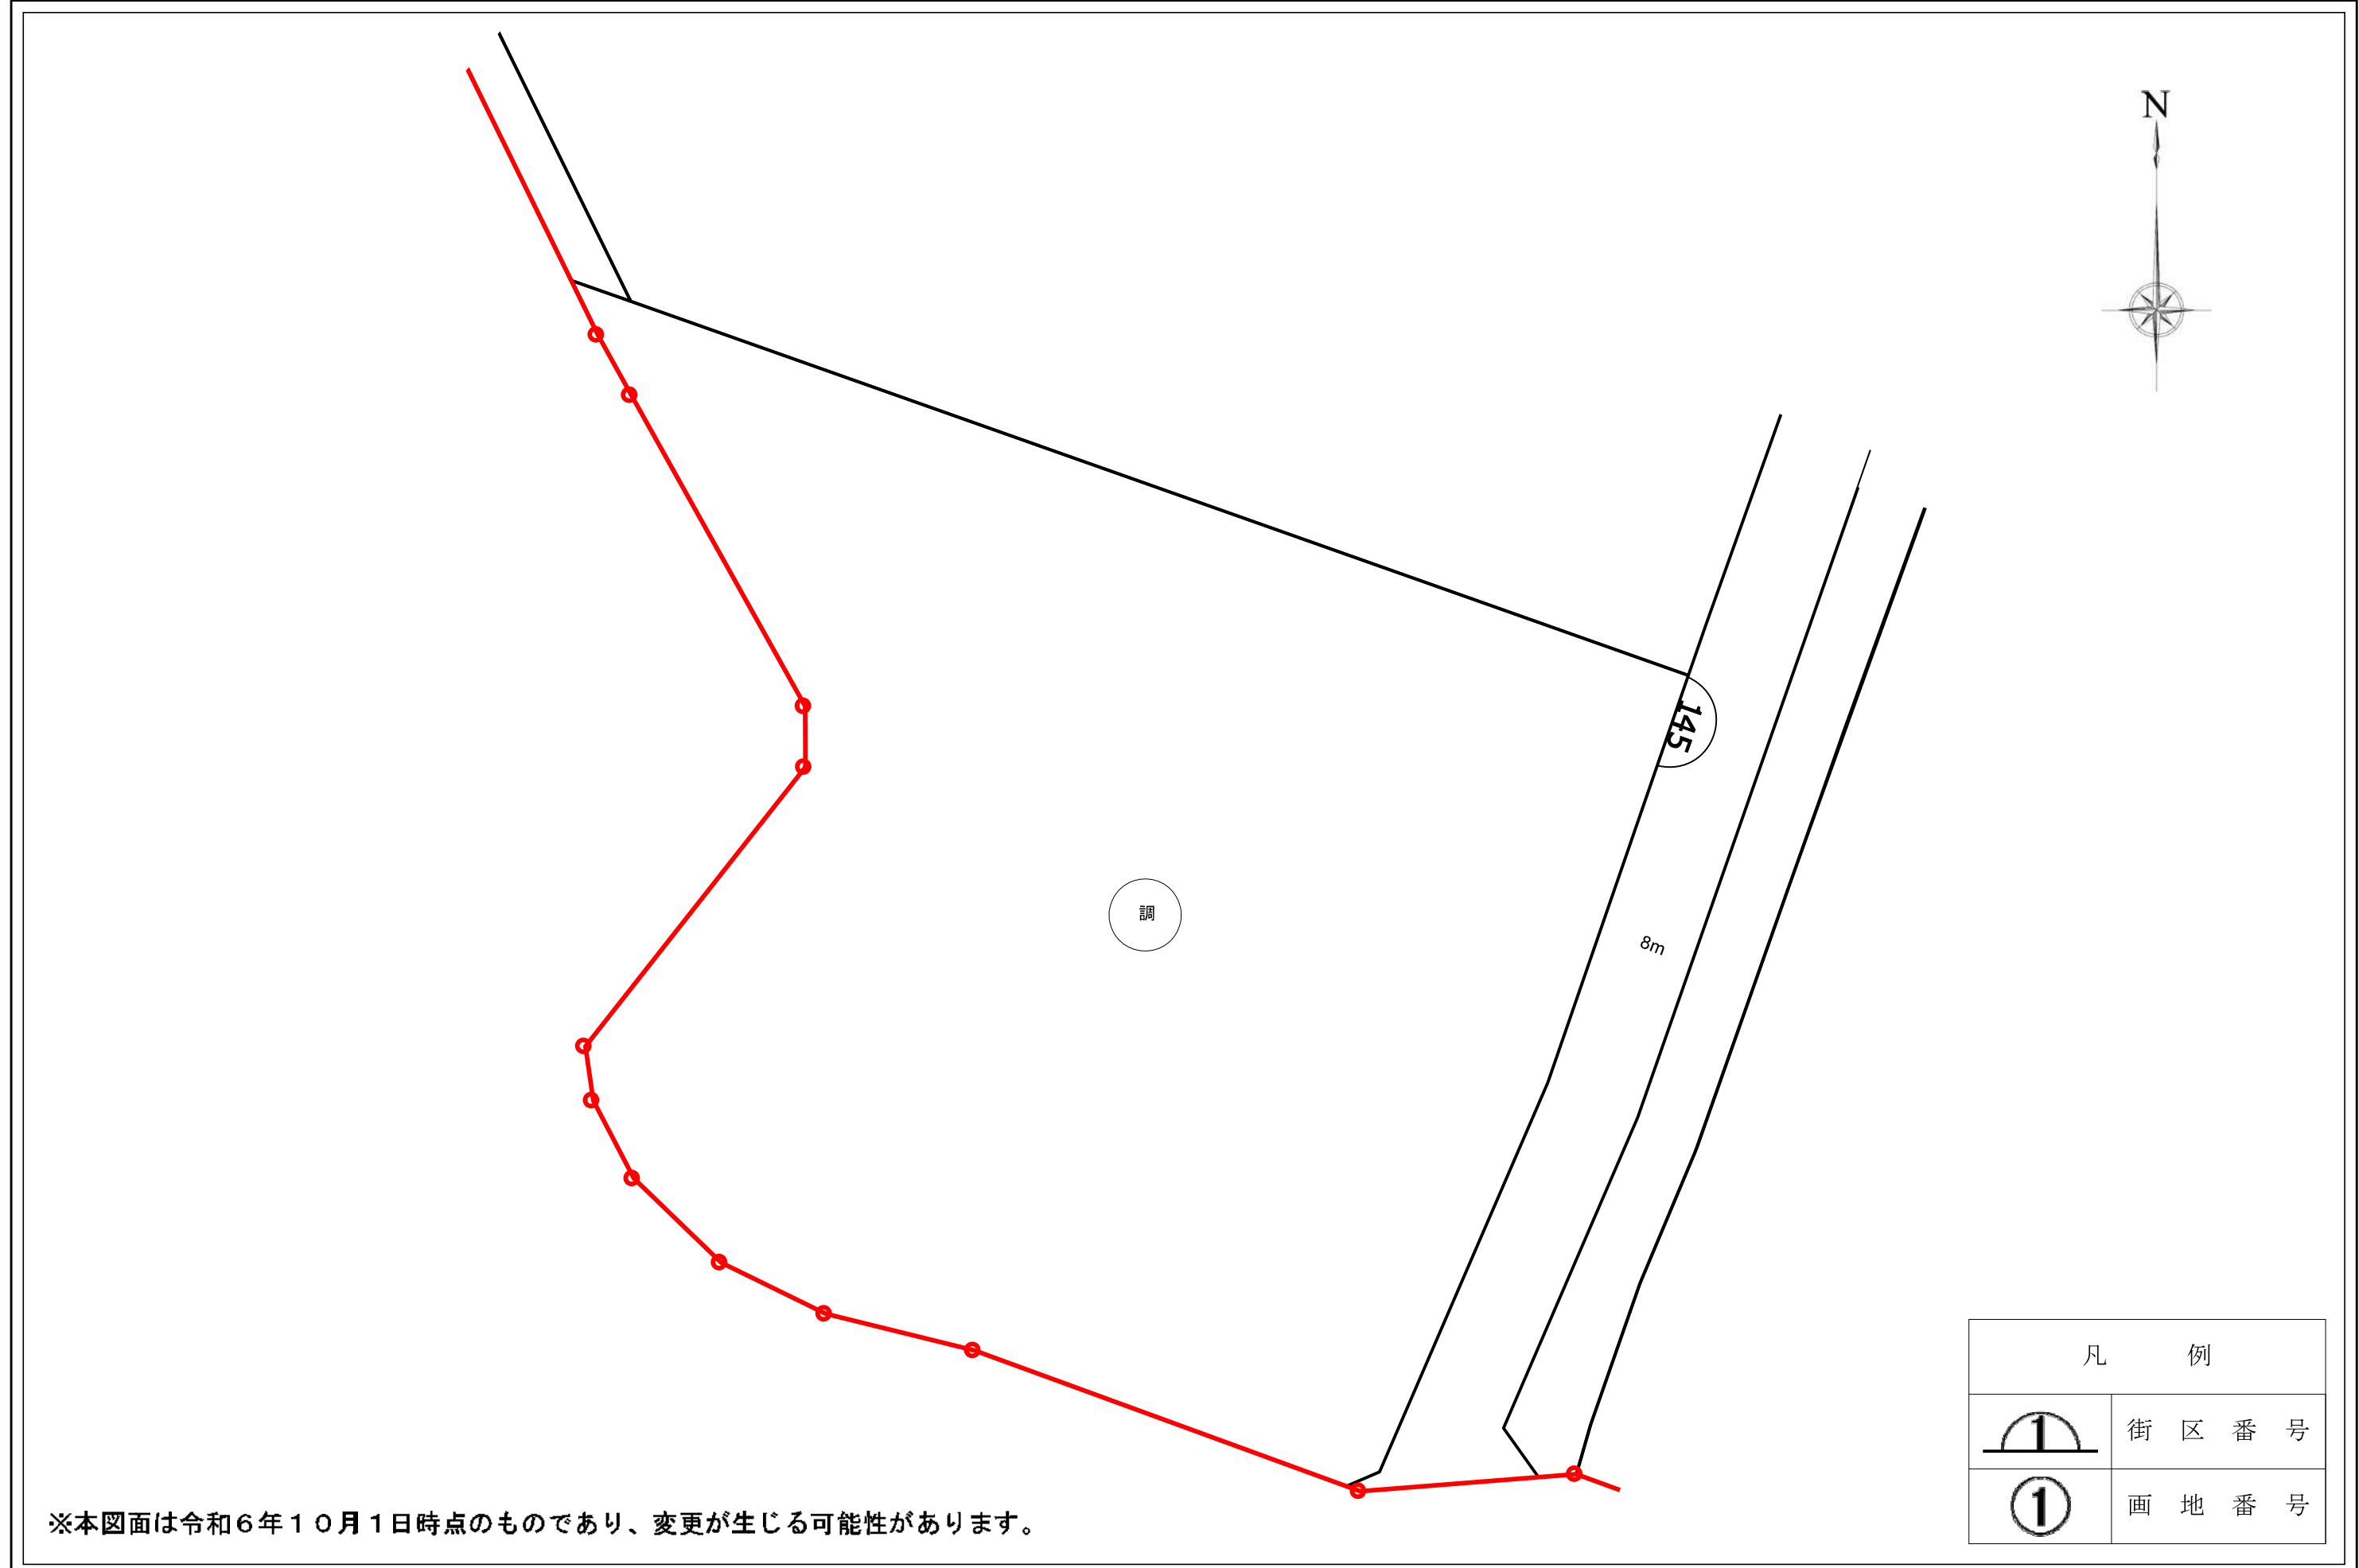 N
145
調
8m
凡 例
1 街区番号
1 画地番号
※本図面は令和6年10月1日時点のものであり、変更が生じる可能性があります。